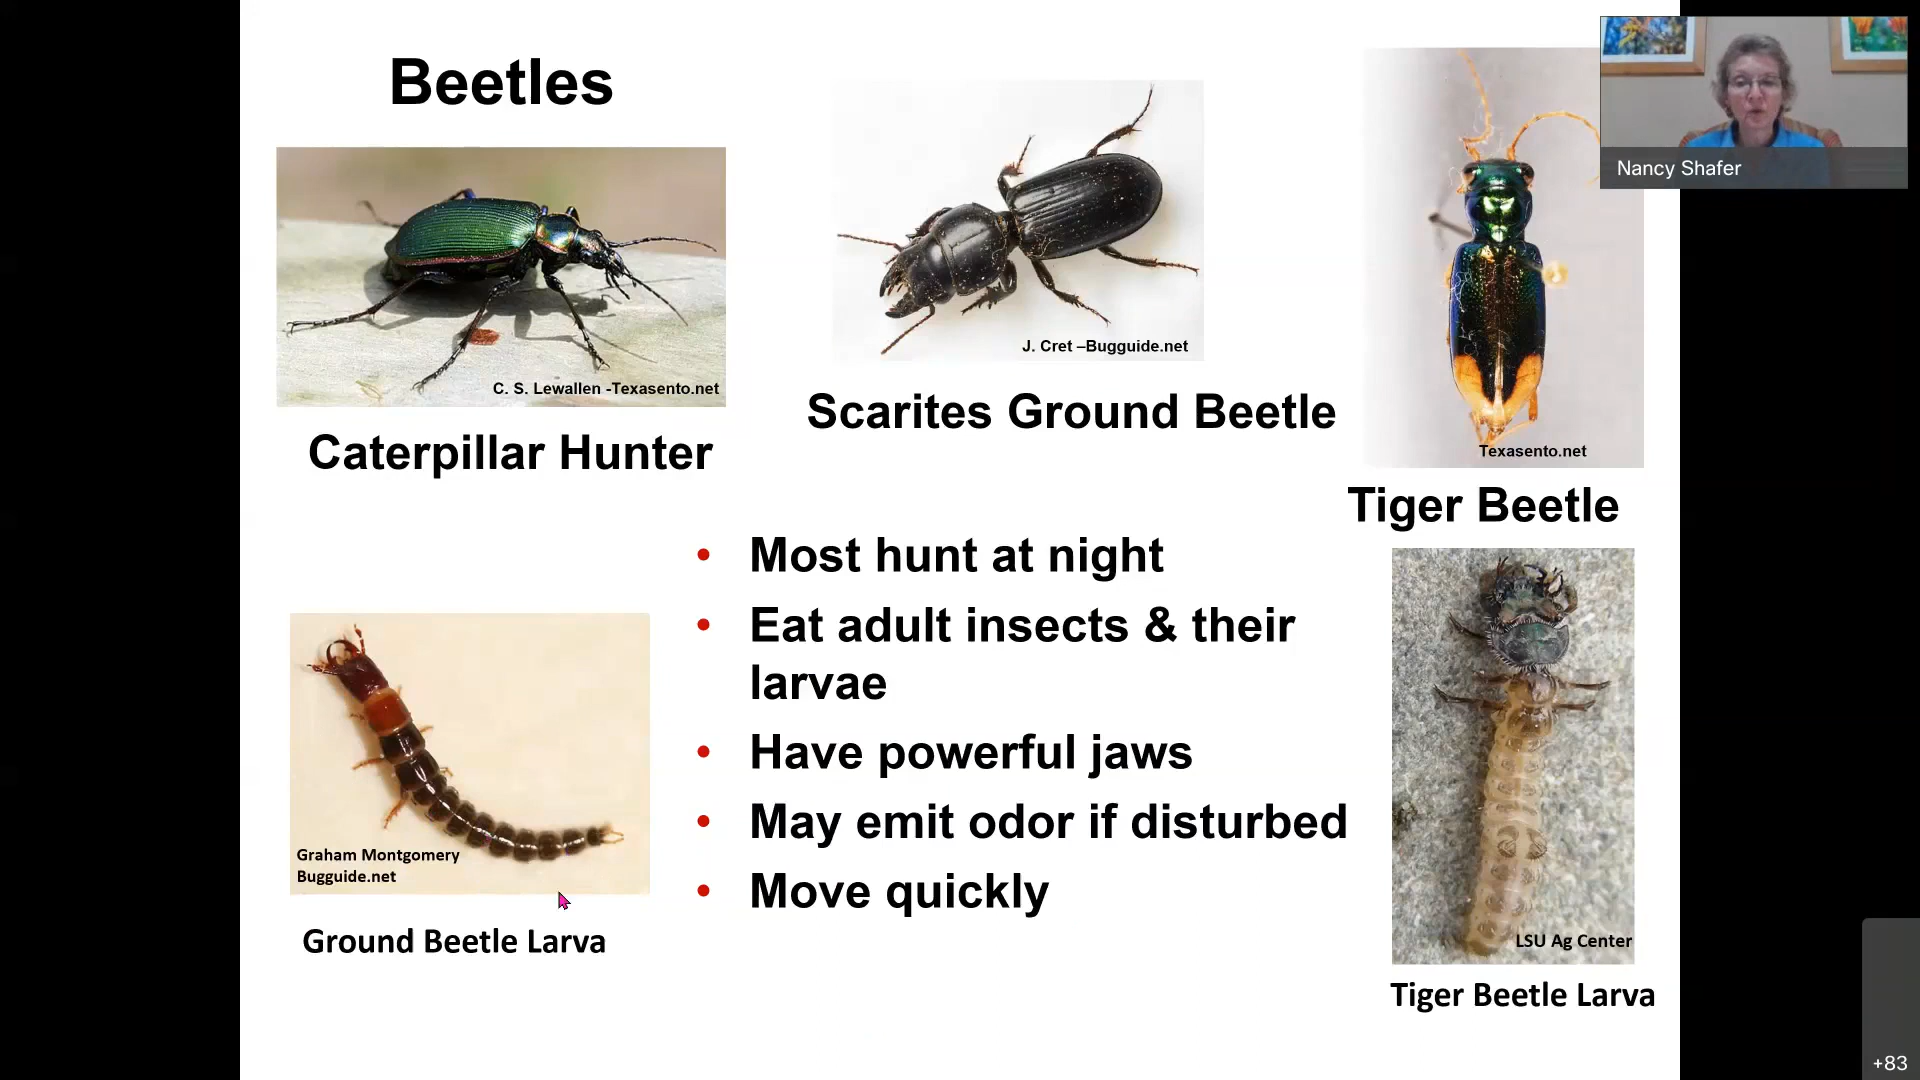 Beetles
C. S. Lewallen -Texasento.net
Caterpillar Hunter
J. Cret –Bugguide.net
Scarites Ground Beetle
Texasento.net
Tiger Beetle
Nancy Shafer
• Most hunt at night
• Eat adult insects & their
larvae
• Have powerful jaws
• May emit odor if disturbed
• Move quickly
Graham Montgomery
Bugguide.net
Ground Beetle Larva
LSU Ag Center
Tiger Beetle Larva
+83